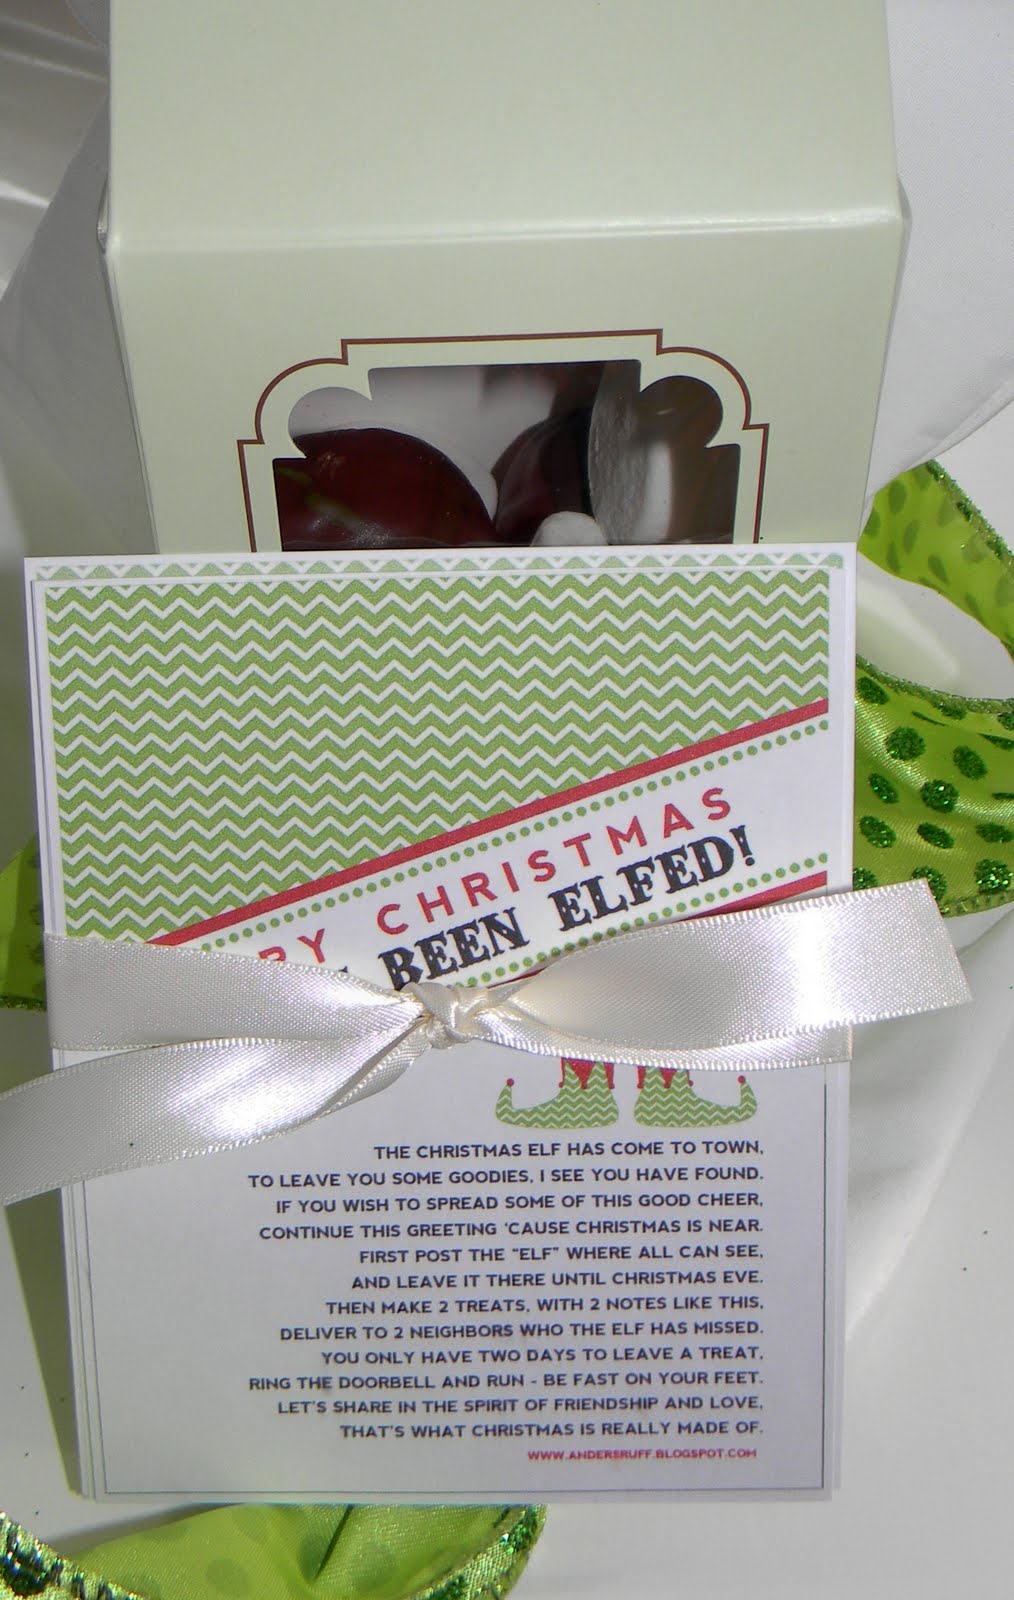 CHRISTMAS
BEEN ELFED!
THE CHRISTMAS ELF HAS COME TO TOWN,
TO LEAVE YOU SOME GOODIES, I SEE YOU HAVE FOUND.
IF YOU WISH TO SPREAD SOME OF THIS GOOD CHEER,
CONTINUE THIS GREETING 'CAUSE CHRISTMAS IS NEAR.
FIRST POST THE "ELF" WHERE ALL CAN SEE,
AND LEAVE IT THERE UNTIL CHRISTMAS EVE.
THEN MAKE 2 TREATS, WITH 2 NOTES LIKE THIS,
DELIVER TO 2 NEIGHBORS WHO THE ELF HAS MISSED.
YOU ONLY HAVE TWO DAYS TO LEAVE A TREAT,
RING THE DOORBELL AND RUN - BE FAST ON YOUR FEET.
LET'S SHARE IN THE SPIRIT OF FRIENDSHIP AND LOVE,
THAT'S WHAT CHRISTMAS IS REALLY MADE OF.
WWW.ANDERSRUFF.BLOGSPOT.COM